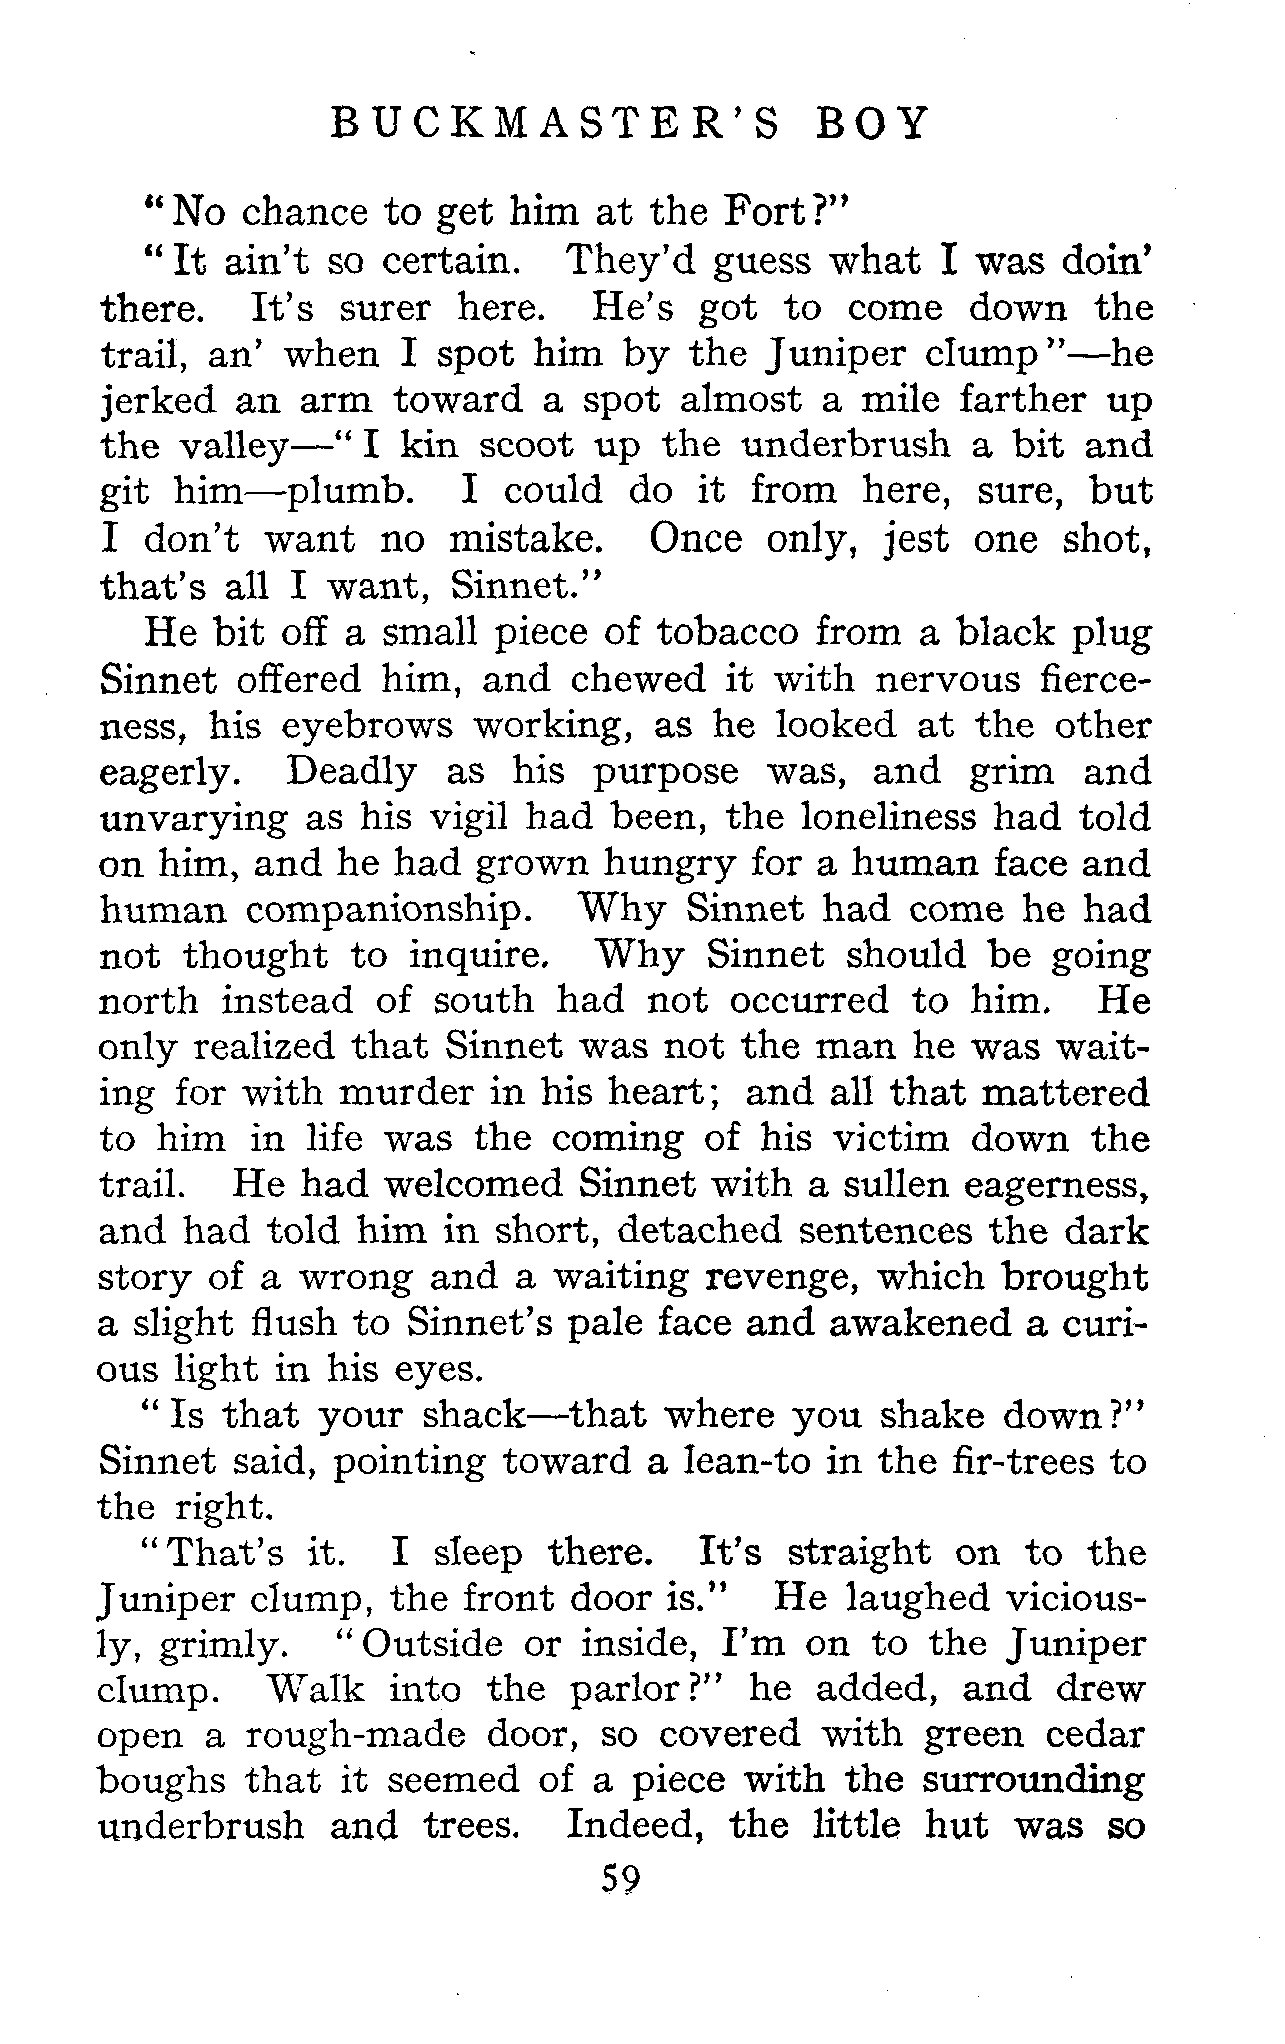 BUCKMASTER'S BOY
"No chance to get him at the Fort?"
"It ain't so certain. They'd guess what I was doin'
there. It's surer here. He's got to come down the
trail, an' when I spot him by the Juniper clump"—he
jerked an arm toward a spot almost a mile farther up
the valley—"I kin scoot up the underbrush a bit and
git him—plumb. I could do it from here, sure, but
I don't want no mistake. Once only, jest one shot,
that's all I want, Sinnet."
He bit off a small piece of tobacco from a black plug
Sinnet offered him, and chewed it with nervous fierce-
ness, his eyebrows working, as he looked at the other
eagerly. Deadly as his purpose was, and grim and
unvarying as his vigil had been, the loneliness had told
on him, and he had grown hungry for a human face and
human companionship. Why Sinnet had come he had
not thought to inquire. Why Sinnet should be going
north instead of south had not occurred to him. He
only realized that Sinnet was not the man he was wait-
ing for with murder in his heart; and all that mattered
to him in life was the coming of his victim down the
trail. He had welcomed Sinnet with a sullen eagerness,
and had told him in short, detached sentences the dark
story of a wrong and a waiting revenge, which brought
a slight flush to Sinnet's pale face and awakened a curi-
ous light in his eyes.
"Is that your shack—that where you shake down?"
Sinnet said, pointing toward a lean-to in the fir-trees to
the right.
"That's it. I sleep there. It's straight on to the
Juniper clump, the front door is." He laughed vicious-
ly, grimly. "Outside or inside, I'm on to the Juniper
clump. Walk into the parlor?" he added, and drew
open a rough-made door, so covered with green cedar
boughs that it seemed of a piece with the surrounding
underbrush and trees. Indeed, the little hut was so
59